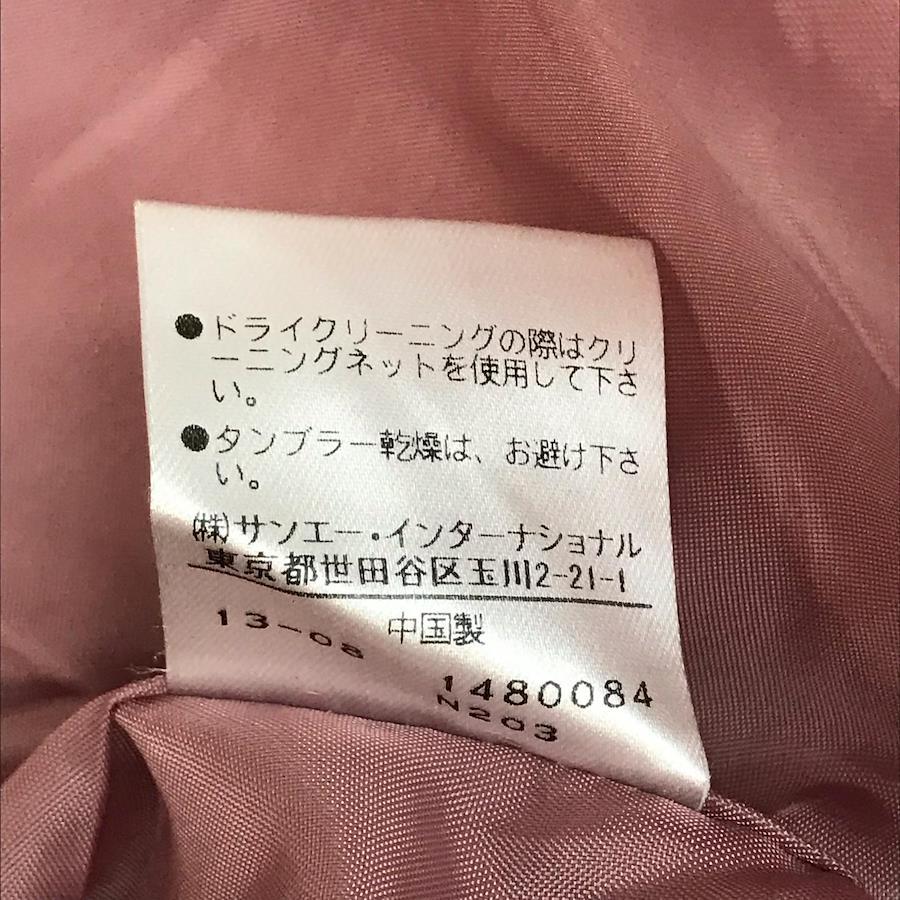 ●ドライクリーニングの際はクリ
ーニングネットを使用して下さ
い。
●タンブラー乾燥は、お避け下さ
い。
㈱サンエー・インターナショナル
東京都世田谷区玉川2-21-1
13-08 中国製
1480084
N203